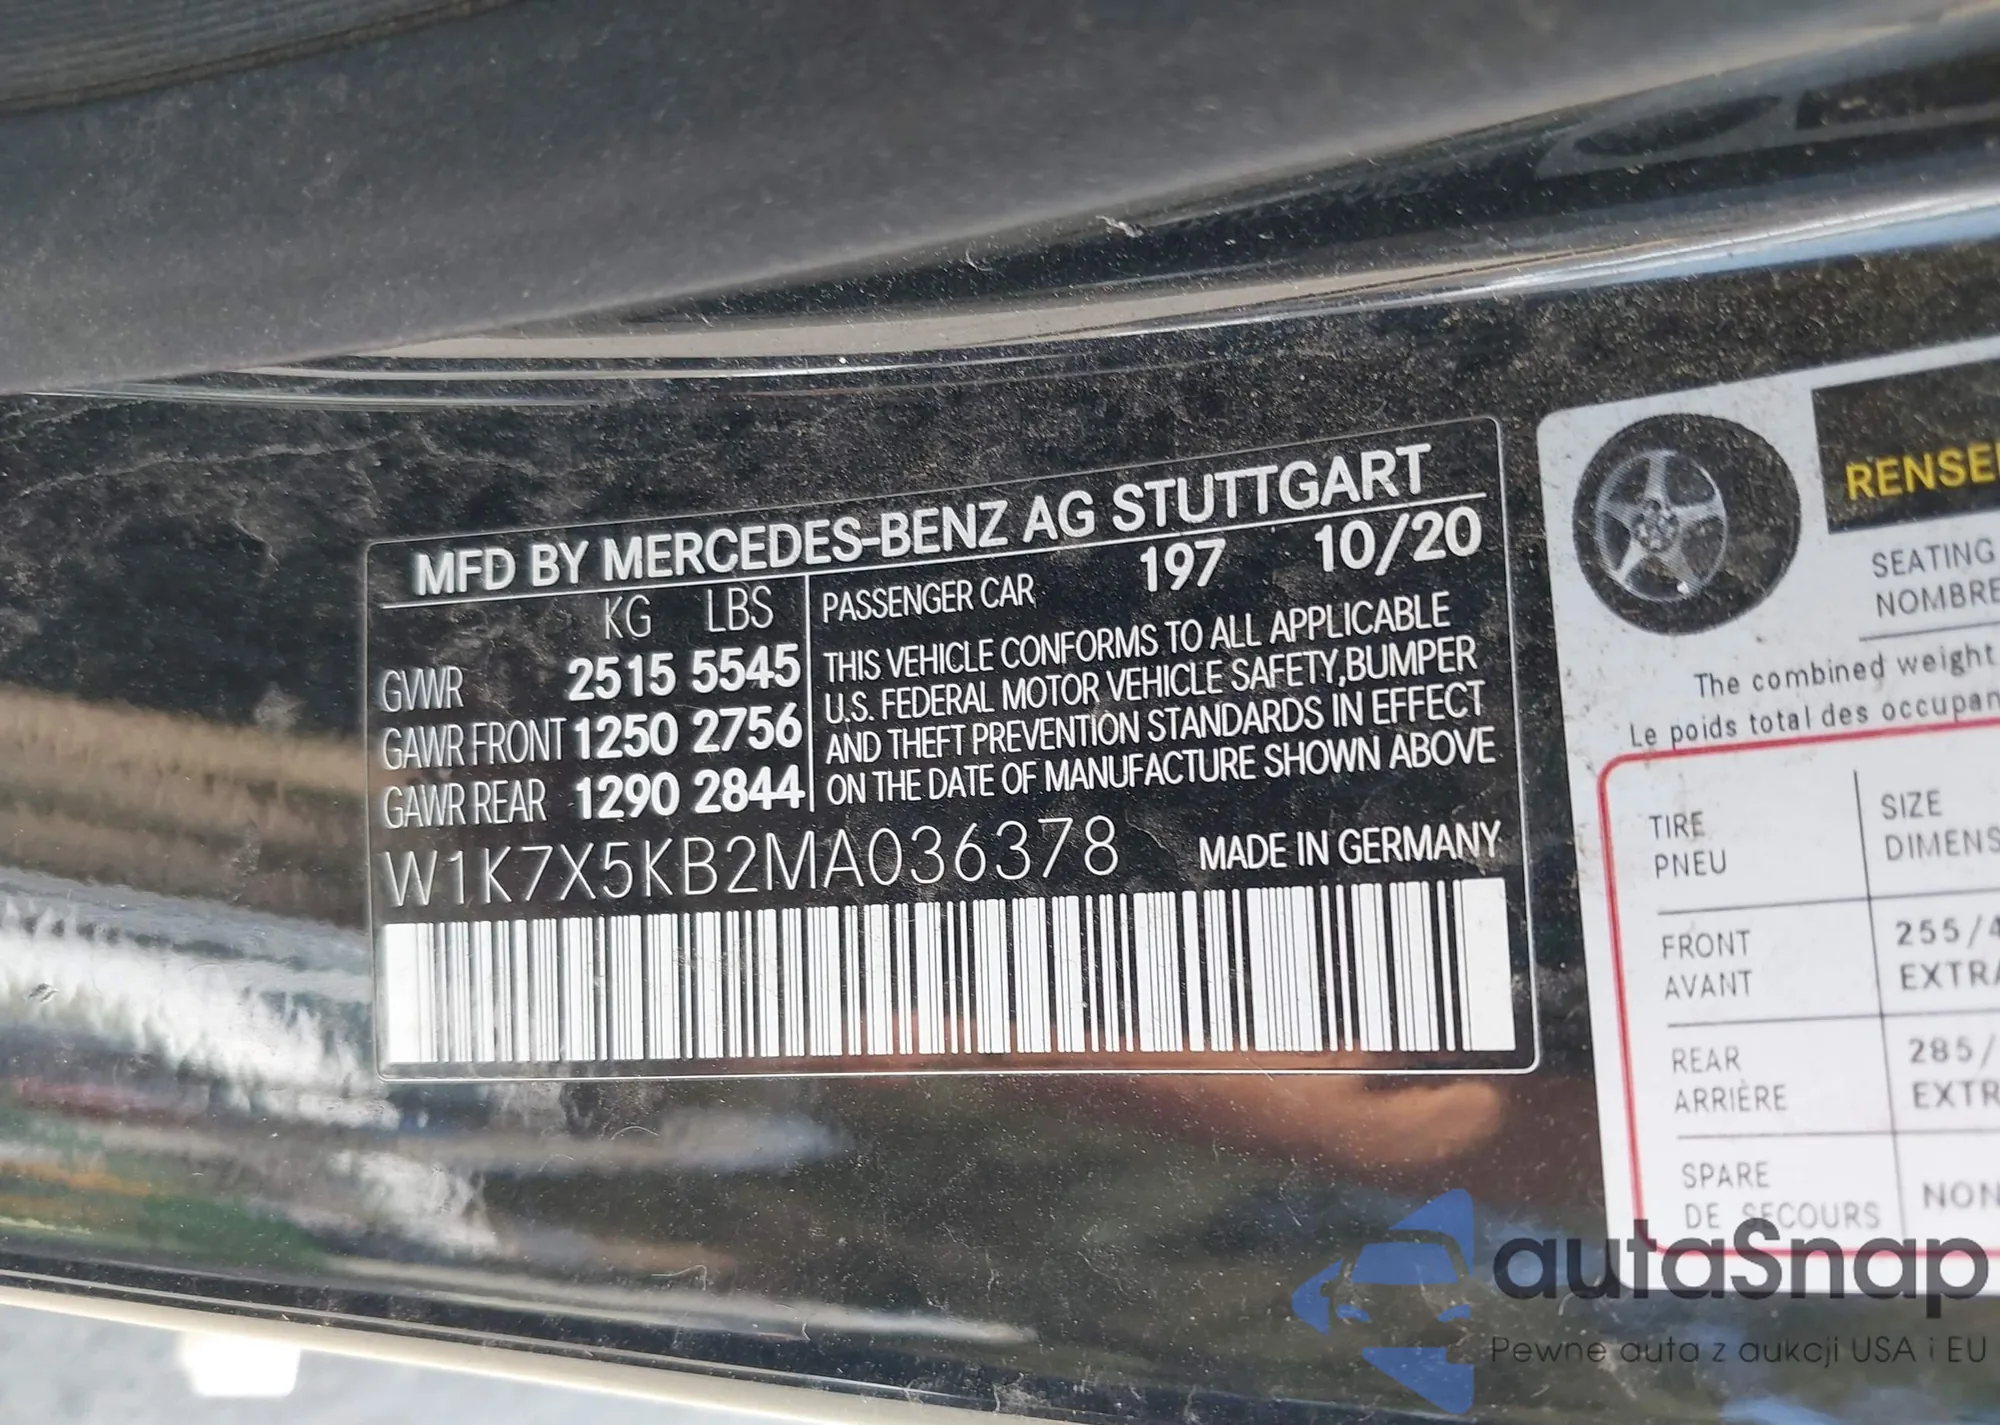 MFD BY MERCEDES-BENZ AG STUTTGART
KG LBS
GVWR 2515 5545
GAWR FRONT 1250 2756
GAWR REAR 1290 2844
PASSENGER CAR 197 10/20
THIS VEHICLE CONFORMS TO ALL APPLICABLE
U.S. FEDERAL MOTOR VEHICLE SAFETY,BUMPER
AND THEFT PREVENTION STANDARDS IN EFFECT
ON THE DATE OF MANUFACTURE SHOWN ABOVE
W1K7X5KB2MA036378 MADE IN GERMANY
RENSEI
SEATING
NOMBRE
The combined weight
Le poids total des occupan
TIRE SIZE
PNEU DIMENS
FRONT 255/4
AVANT EXTRA
REAR 285/
ARRIÈRE EXTR
SPARE NON
DE SECOURS
autaSnap
Pewne auta z aukcji USA i EU